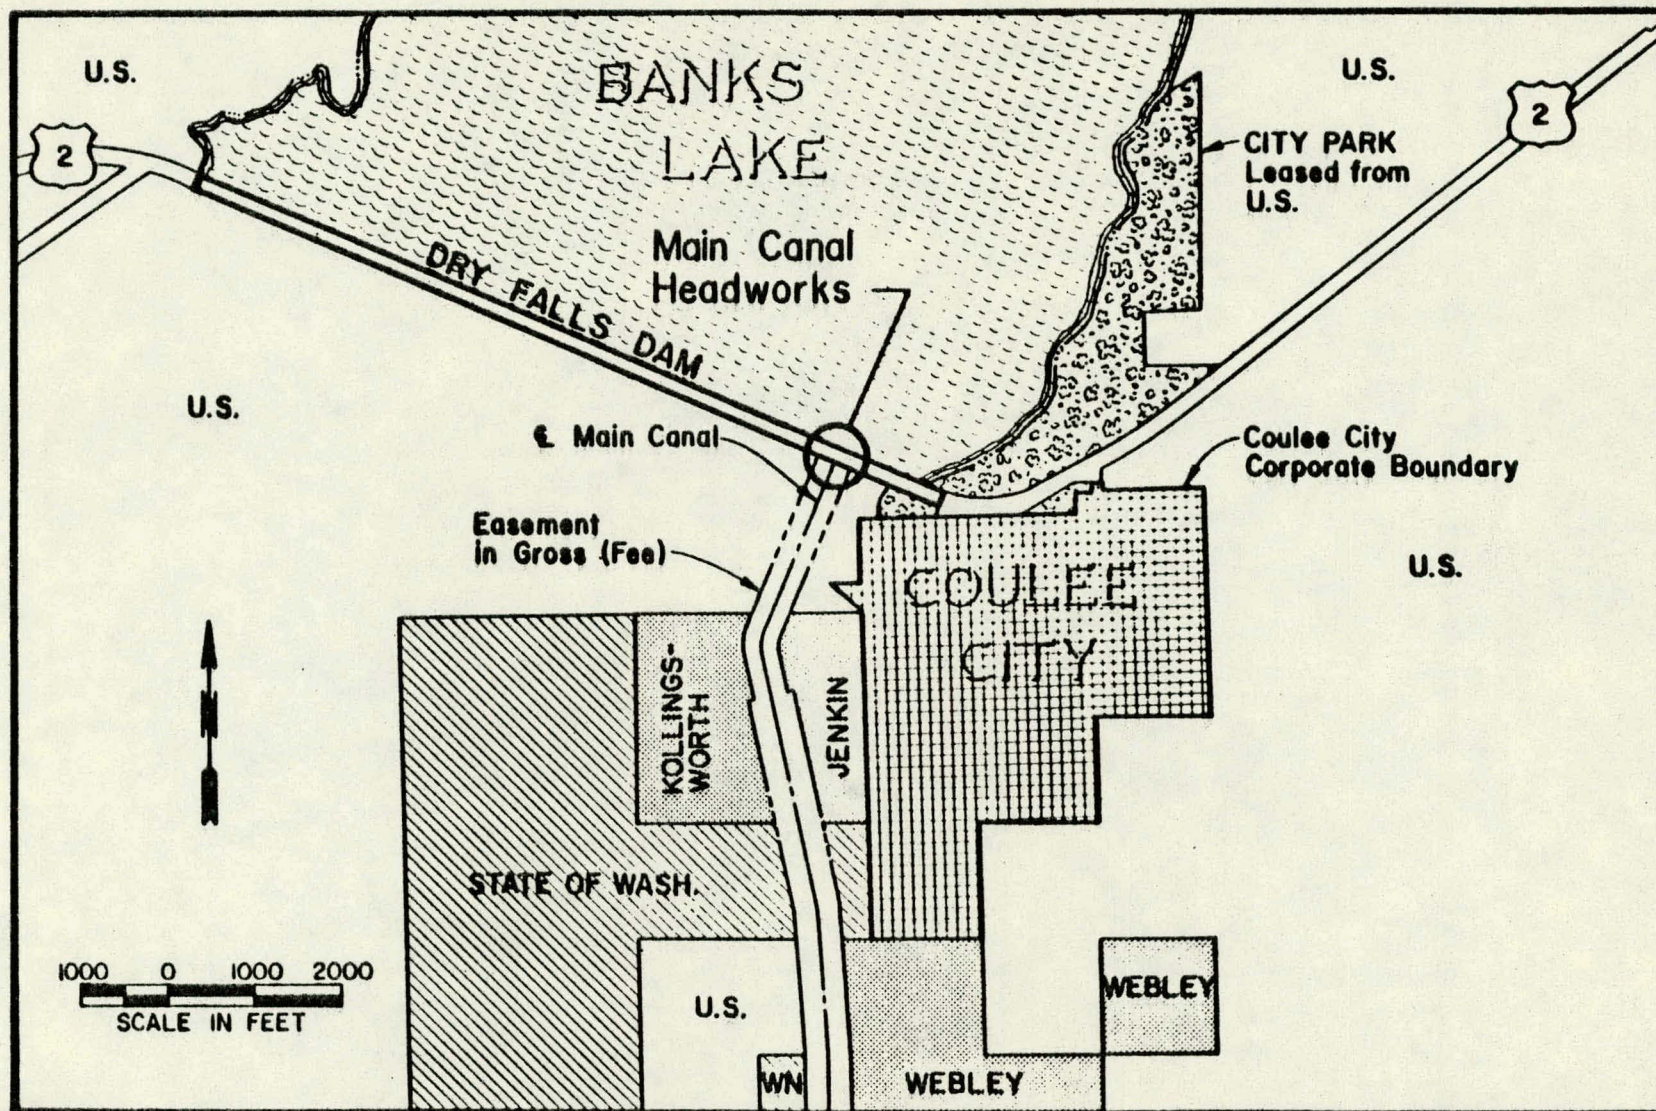 U.S.
BANKS
LAKE
U.S.
2
2
CITY PARK
Leased from
U.S.
Main Canal
Headworks
DRY FALLS DAM
U.S.
℄ Main Canal
Coulee City
Corporate Boundary
Easement
in Gross (Fee)
U.S.
COULEE
CITY
N
KOLLINGS-
WORTH
JENKIN
STATE OF WASH.
1000 0 1000 2000
SCALE IN FEET
U.S.
WEBLEY
WN
WEBLEY